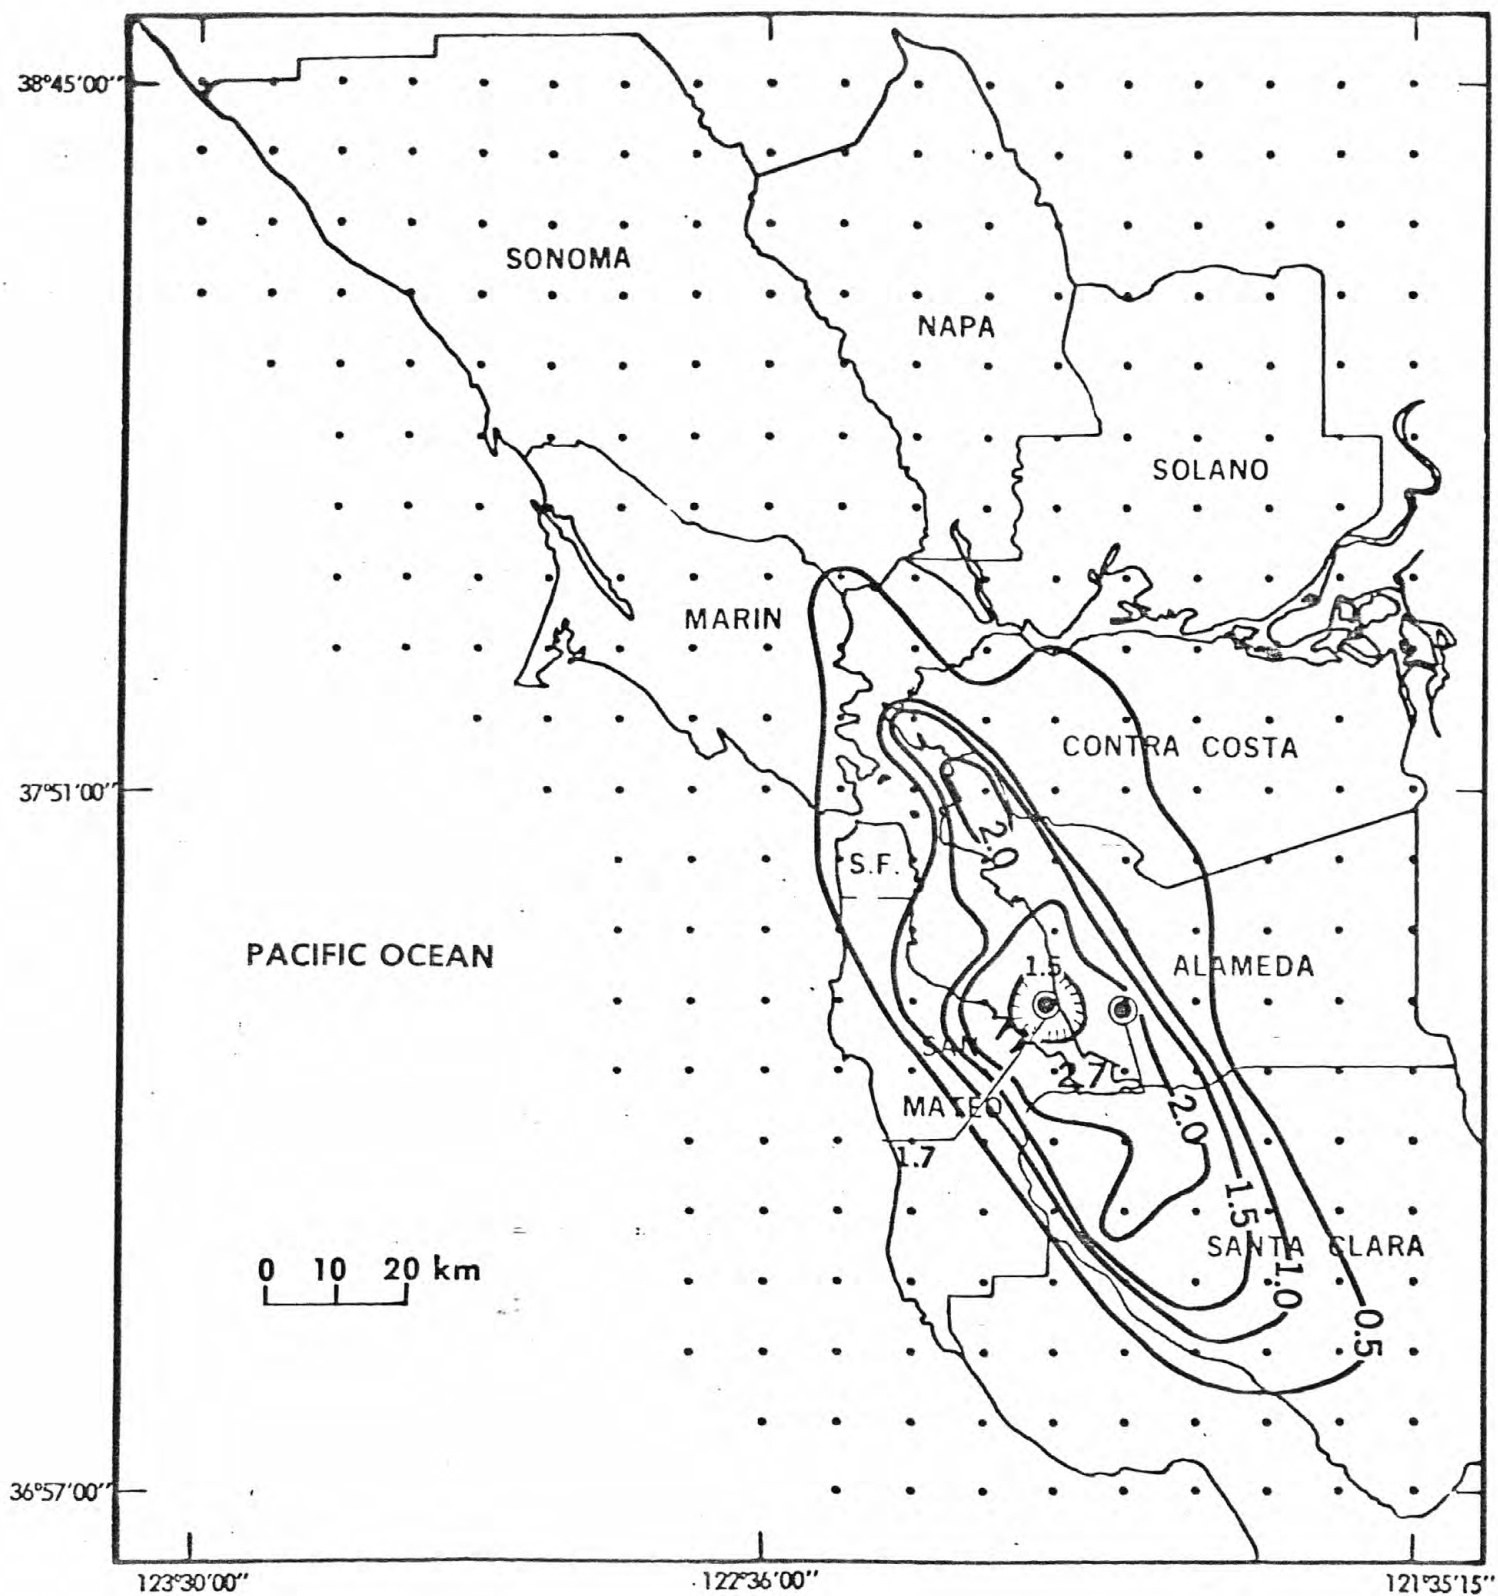 38°45'00"
SONOMA
NAPA
SOLANO
MARIN
CONTRA COSTA
37°51'00"
2.0
S.F.
PACIFIC OCEAN
1.5
ALAMEDA
SAN
2.7
MATEO
2.0
1.7
1.5
SANTA CLARA
0 10 20 km
1.0
0.5
36°57'00"
123°30'00"
122°36'00"
121°35'15"